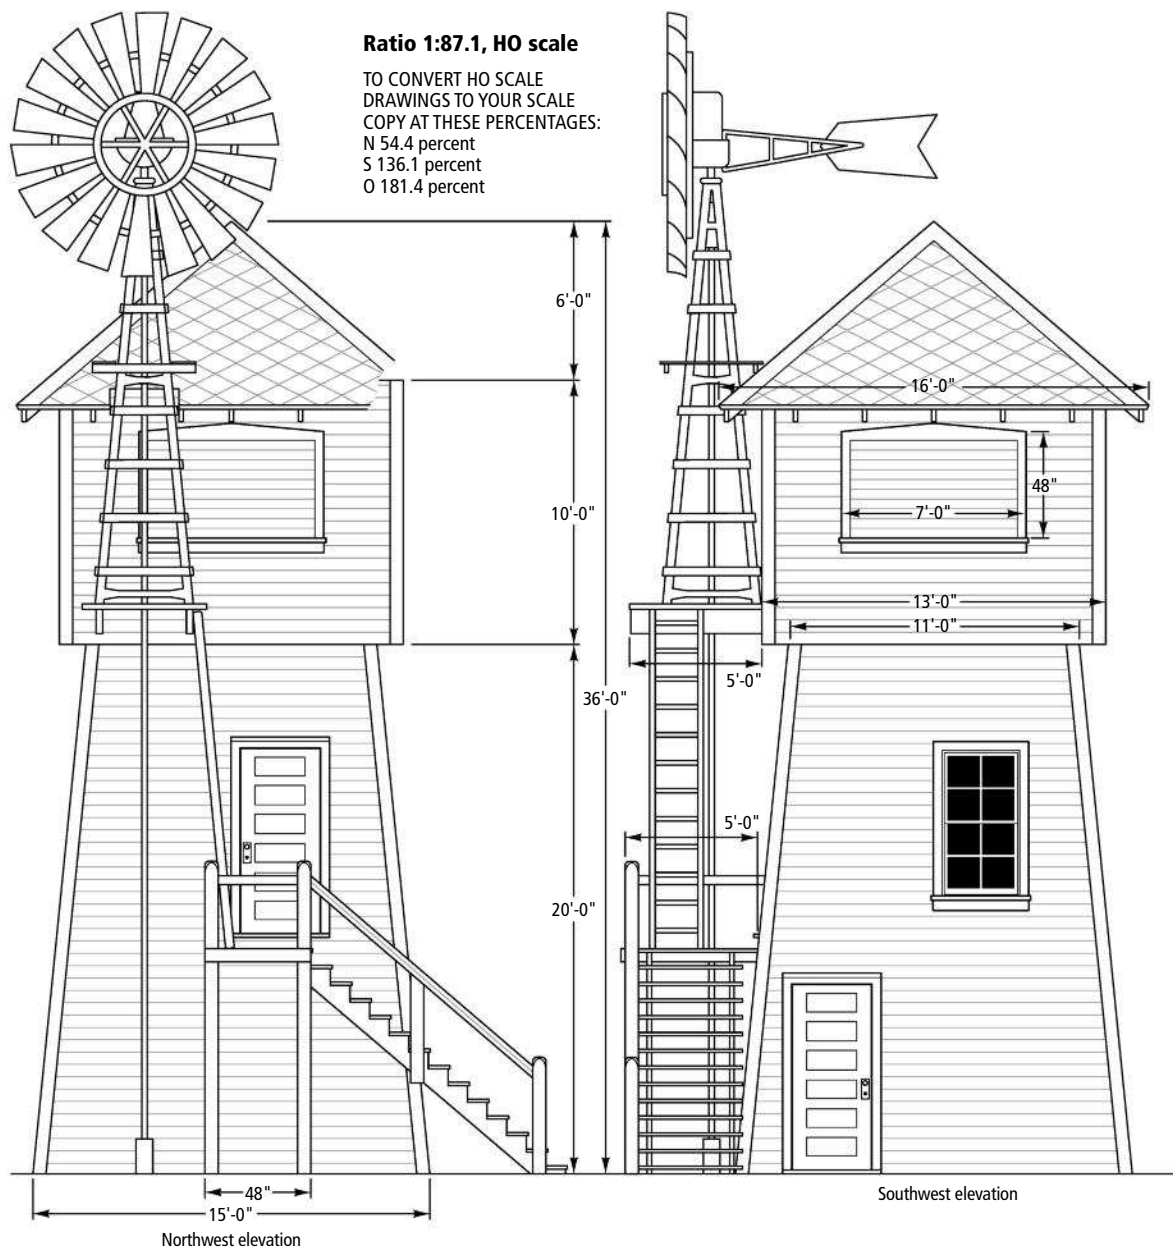 Ratio 1:87.1, HO scale
TO CONVERT HO SCALE
DRAWINGS TO YOUR SCALE
COPY AT THESE PERCENTAGES:
N 54.4 percent
S 136.1 percent
O 181.4 percent
6'-0"
16'-0"
48"
7'-0"
10'-0"
13'-0"
11'-0"
5'-0"
36'-0"
5'-0"
20'-0"
48"
15'-0"
Northwest elevation
Southwest elevation